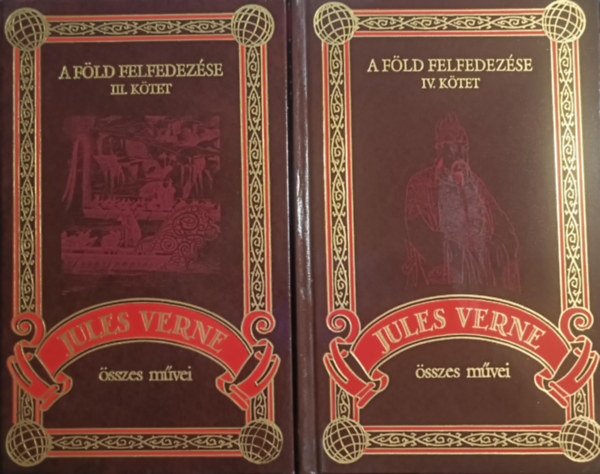 A FÖLD FELFEDEZÉSE
III. KÖTET
JULES VERNE
összes művei
A FÖLD FELFEDEZÉSE
IV. KÖTET
JULES VERNE
összes művei